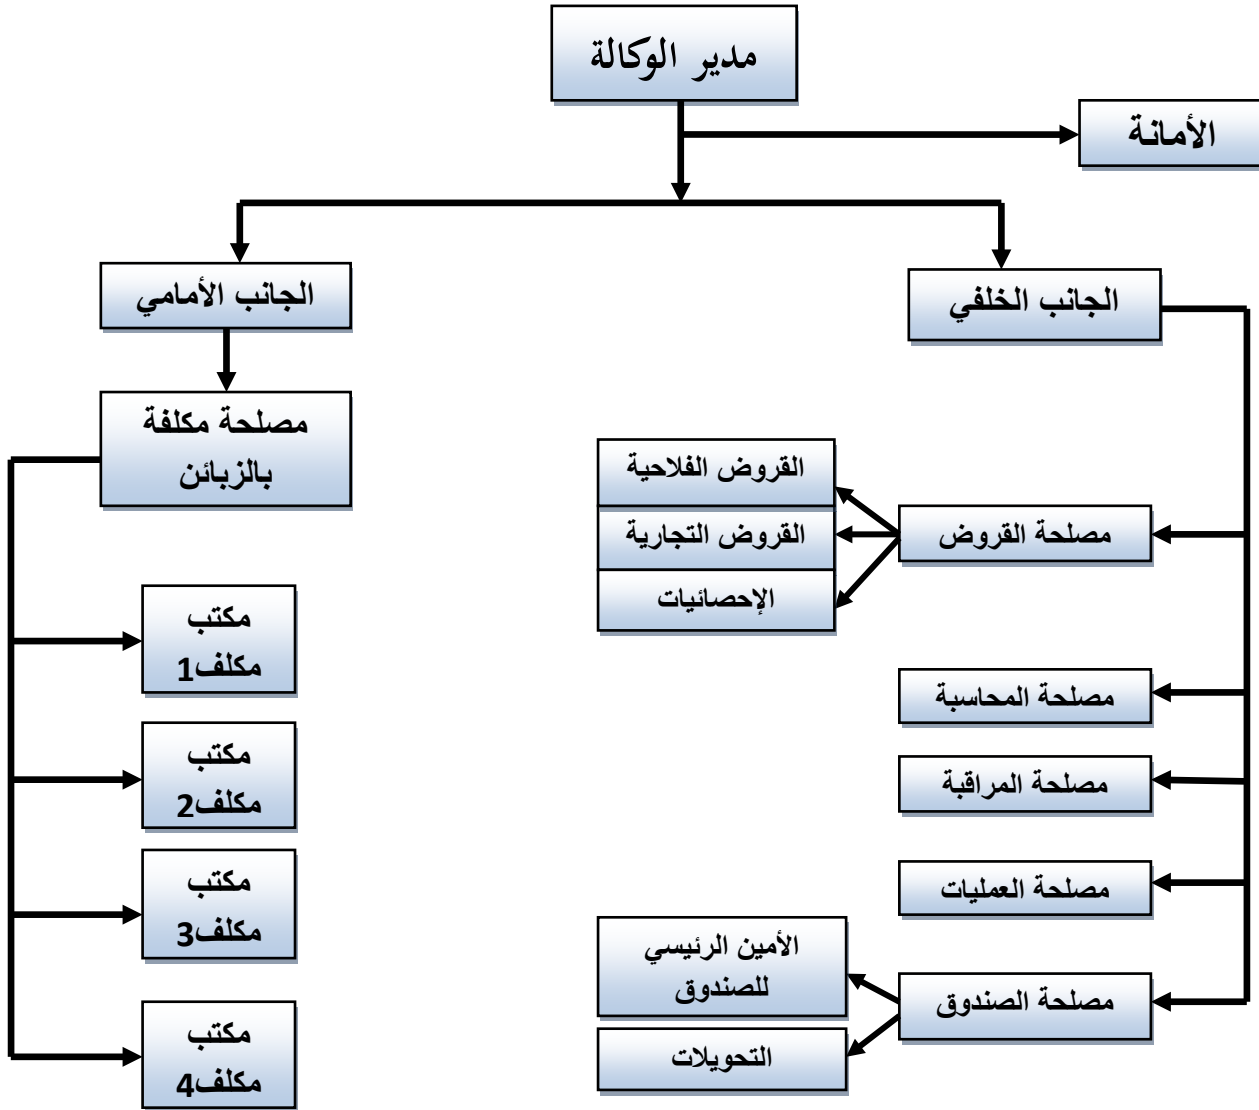 مدير الوكالة
الأمانة
الجانب الخلفي
الجانب الأمامي
مصلحة مكلفة
بالزبائن
القروض الفلاحية
مصلحة القروض
القروض التجارية
الإحصائيات
مكتب
مكلف1
مصلحة المحاسبة
مكتب
مكلف2
مصلحة المراقبة
مكتب
مكلف3
مصلحة العمليات
الأمين الرئيسي
للصندوق
مصلحة الصندوق
التحويلات
مكتب
مكلف4